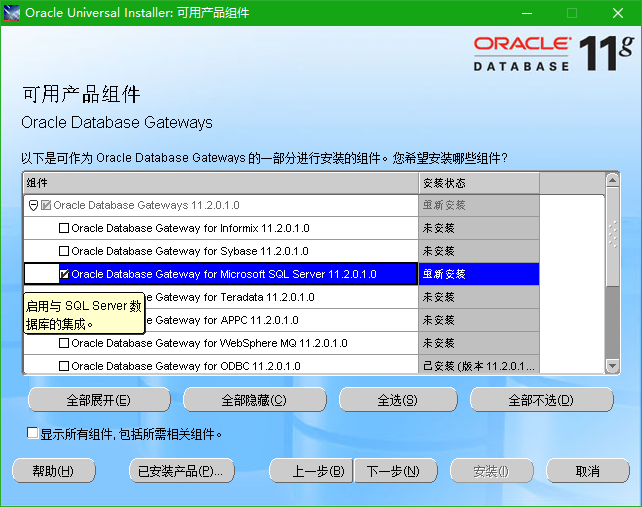 Oracle Universal Installer: 可用产品组件
ORACLE
DATABASE 11g
可用产品组件
Oracle Database Gateways
以下是可作为 Oracle Database Gateways 的一部分进行安装的组件。您希望安装哪些组件?
组件 安装状态
Oracle Database Gateways 11.2.0.1.0 重新安装
Oracle Database Gateway for Informix 11.2.0.1.0 未安装
Oracle Database Gateway for Sybase 11.2.0.1.0 未安装
Oracle Database Gateway for Microsoft SQL Server 11.2.0.1.0 重新安装
Database Gateway for Teradata 11.2.0.1.0 未安装
Database Gateway for APPC 11.2.0.1.0 未安装
启用与 SQL Server 数
据库的集成。
Oracle Database Gateway for WebSphere MQ 11.2.0.1.0 未安装
Oracle Database Gateway for ODBC 11.2.0.1.0 已安装 (版本 11.2.0.1...
全部展开(E) 全部隐藏(C) 全选(S) 全部不选(D)
显示所有组件, 包括所需相关组件。
帮助(H) 已安装产品(P)... 上一步(B) 下一步(N) 安装(I) 取消